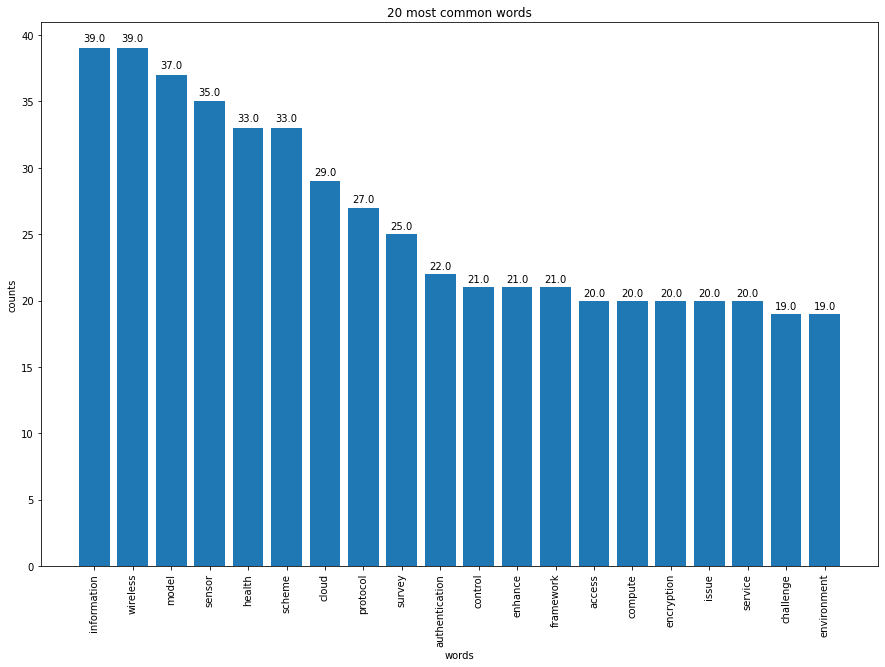 20 most common words
counts
40
35
30
25
20
15
10
5
0
39.0
39.0
37.0
35.0
33.0
33.0
29.0
27.0
25.0
22.0
21.0
21.0
21.0
20.0
20.0
20.0
20.0
20.0
19.0
19.0
information
wireless
model
sensor
health
scheme
cloud
protocol
survey
authentication
control
enhance
framework
access
compute
encryption
issue
service
challenge
environment
words